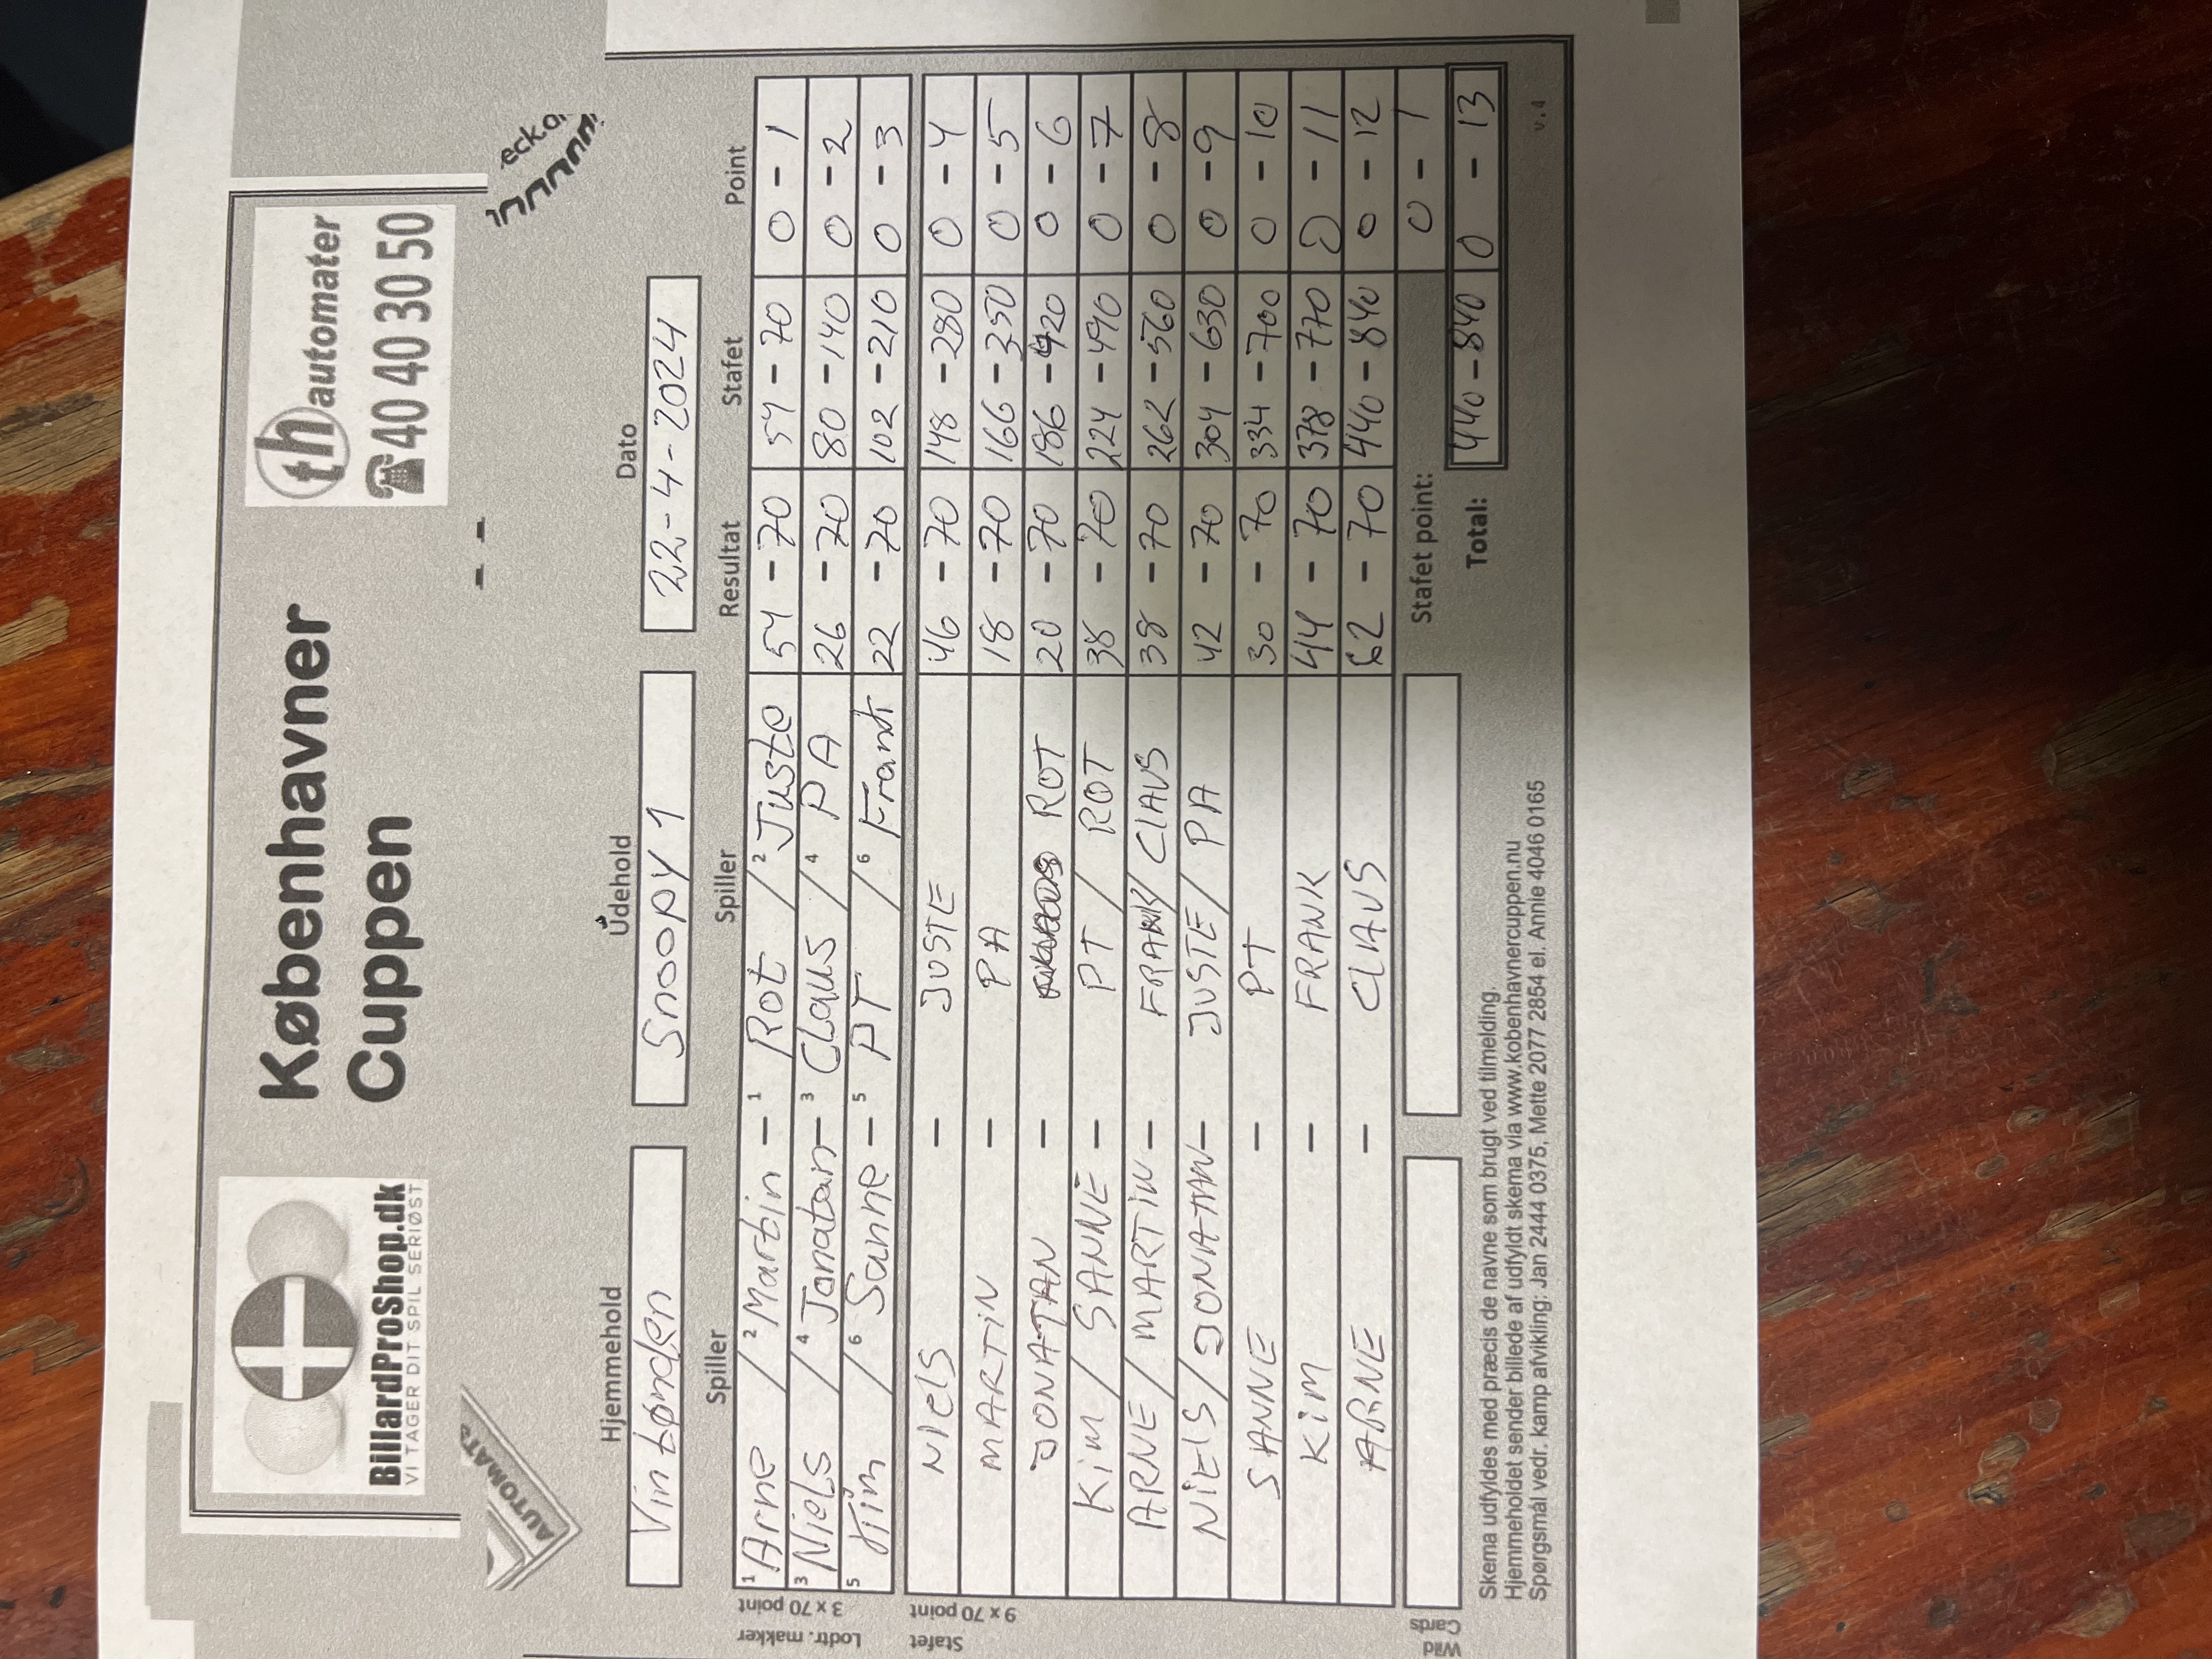 BillardProShop.dk
VI TAGER DIT SPIL SERIØST
Københavner
Cuppen
th automater
40 40 30 50
AUTOMATS
Hjemmehold Udehold Dato
Vintønden Snoopy 1 22-4-2024
Spiller Spiller Resultat Stafet Point
Lodtr. makker
3 x 70 point
1 Arne / 2 Martin - 1 Rot / 2 Juste 54 - 70 54 - 70 0 - 1
3 Niels / 4 Jonatan - 3 Claus / 4 PA 26 - 70 80 - 140 0 - 2
5 Kim / 6 Sanne - 5 PT / 6 Frank 22 - 70 102 - 210 0 - 3
Stafet
9 x 70 point
NIELS - JUSTE 46 - 70 148 - 280 0 - 4
MARTIN - PA 18 - 70 166 - 350 0 - 5
JONATAN - ROT 20 - 70 186 - 420 0 - 6
KIM / SANNE - PT / ROT 38 - 70 224 - 490 0 - 7
ARNE / MARTIN - FRANK / CLAUS 38 - 70 262 - 560 0 - 8
NIELS / JONATAN - JUSTE / PA 42 - 70 304 - 630 0 - 9
SANNE - PT 30 - 70 334 - 700 0 - 10
KIM - FRANK 44 - 70 378 - 770 0 - 11
ARNE - CLAUS 62 - 70 440 - 840 0 - 12
Wild
Cards
Stafet point: 0 - 1
Total: 440 - 840 0 - 13
Skema udfyldes med præcis de navne som brugt ved tilmelding.
Hjemmeholdet sender billede af udfyldt skema via www.kobenhavnercuppen.nu
Spørgsmål vedr. kamp afvikling: Jan 2444 0375, Mette 2077 2854 el. Annie 4046 0165
v.4